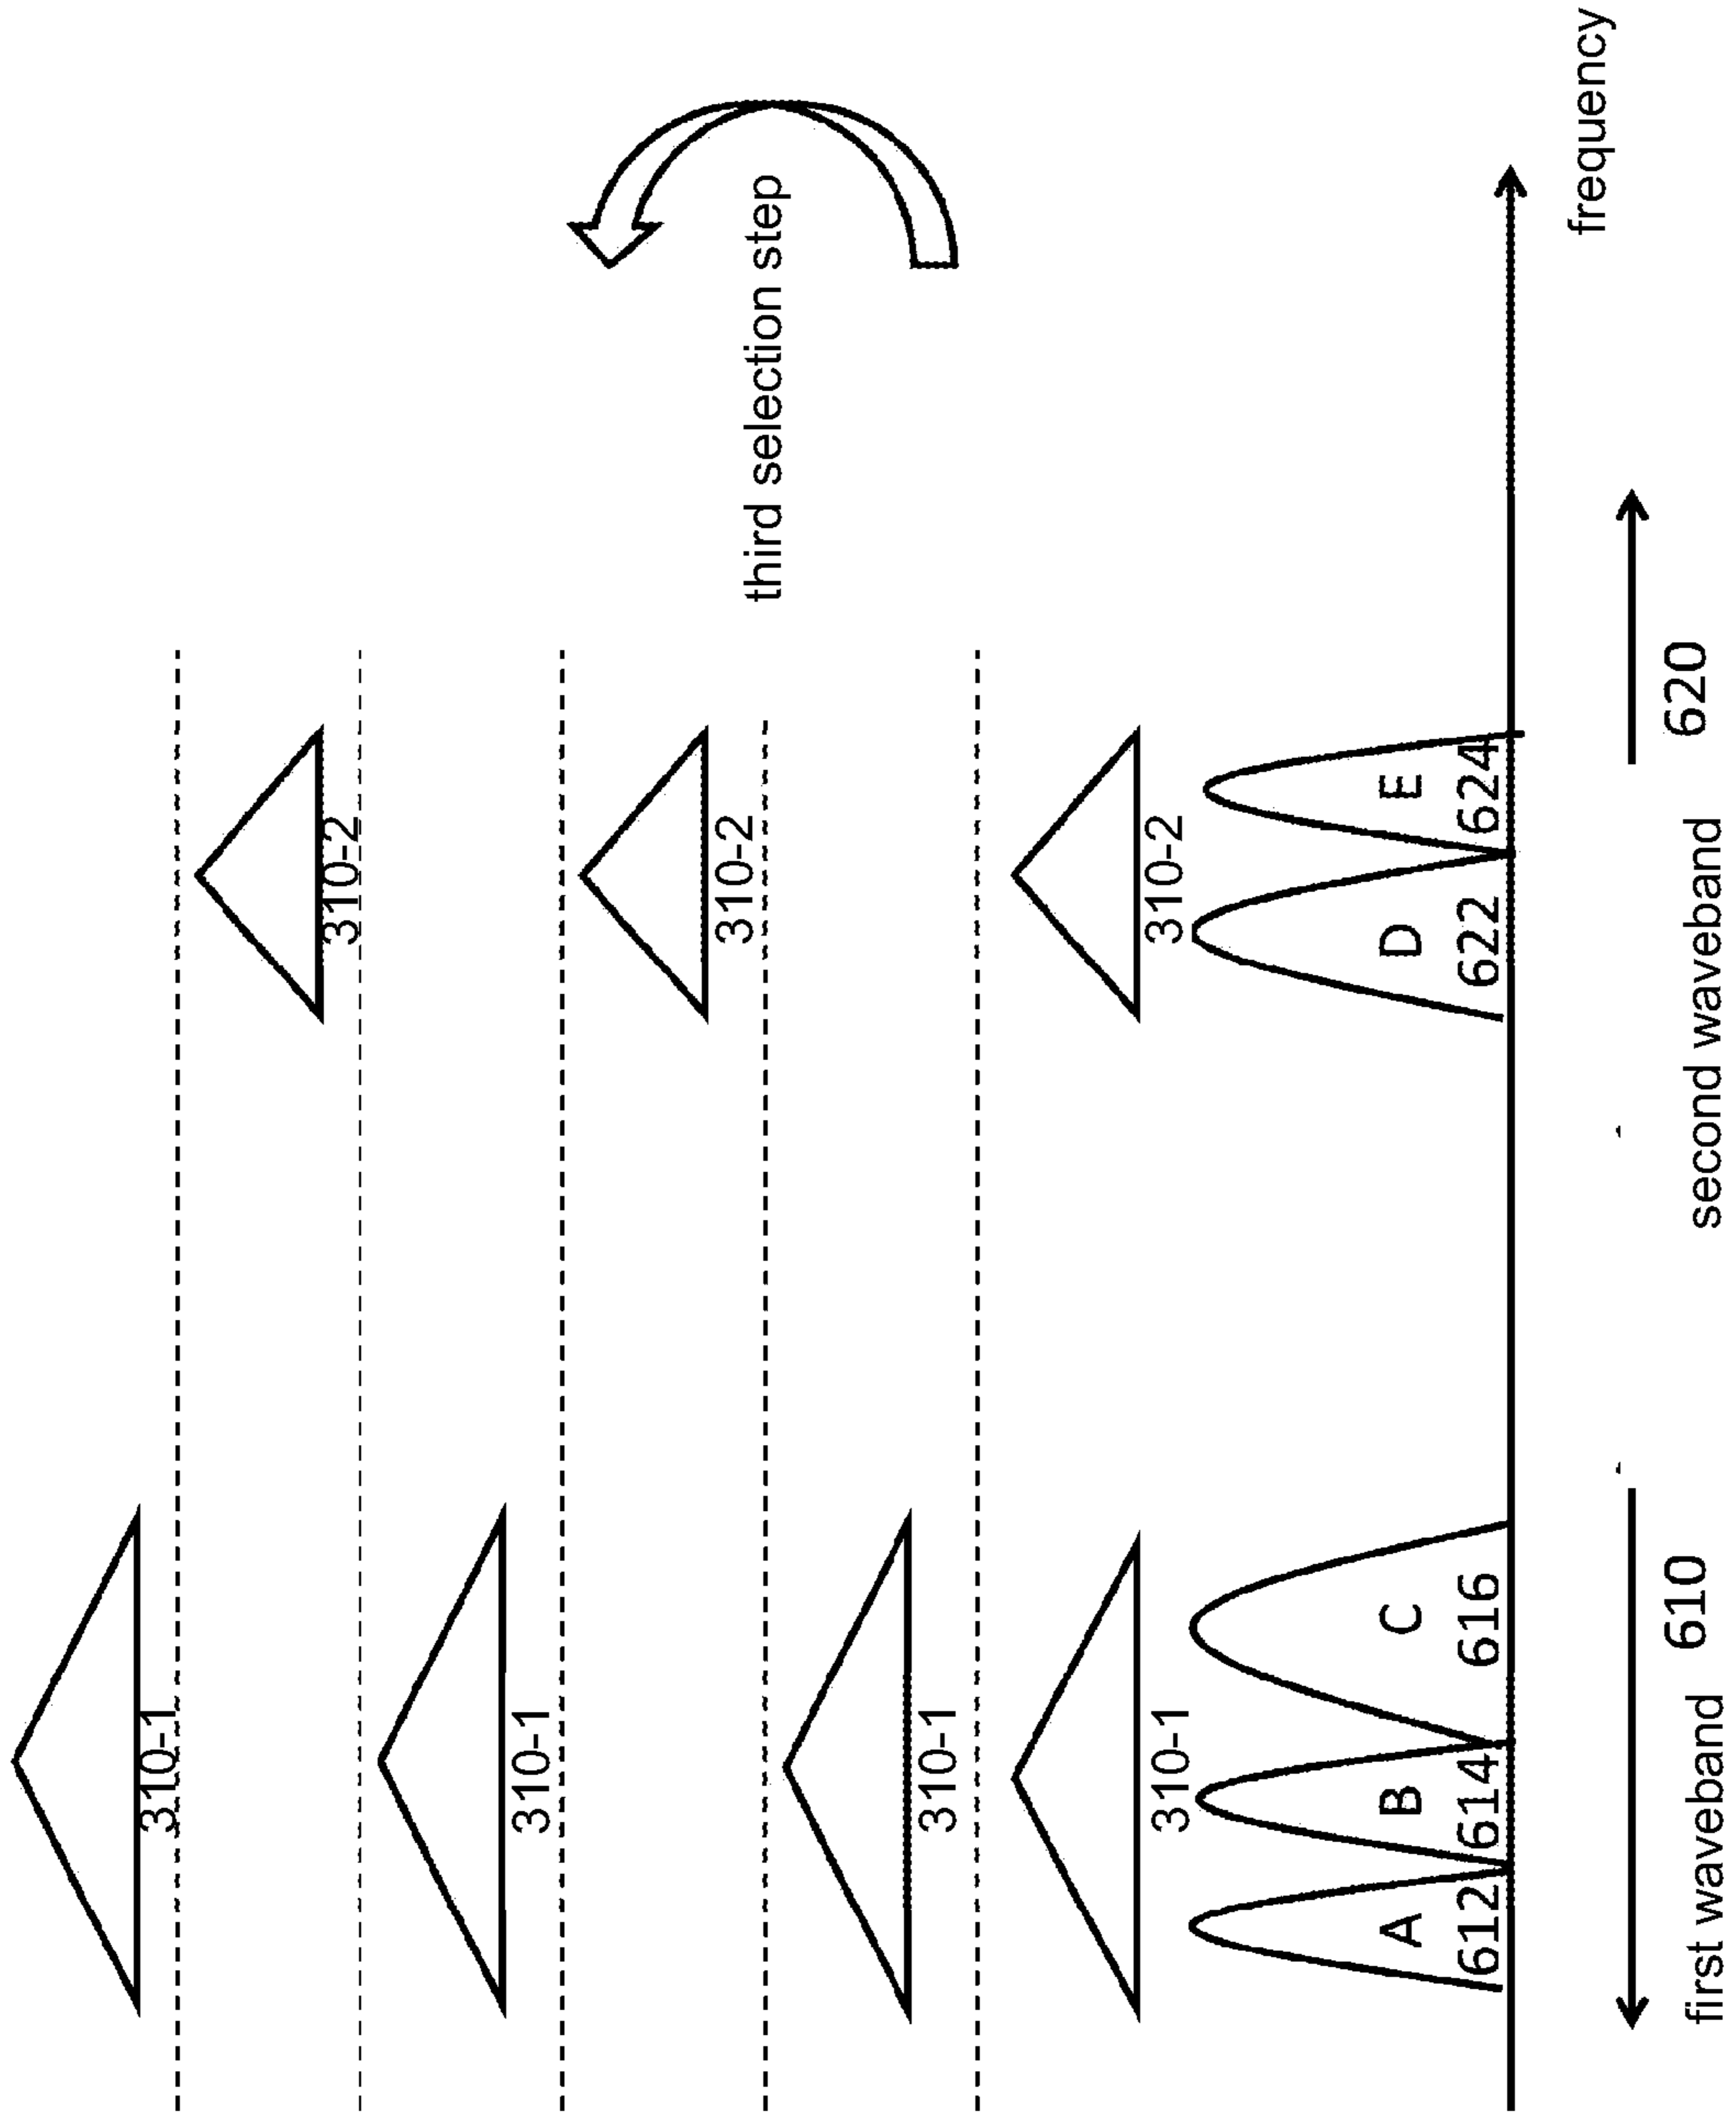 310-1
310-2
310-1
310-2
third selection step
310-1
310-1 310-2
A B C D E
612 614 616 622 624
frequency
610 620
first waveband second waveband